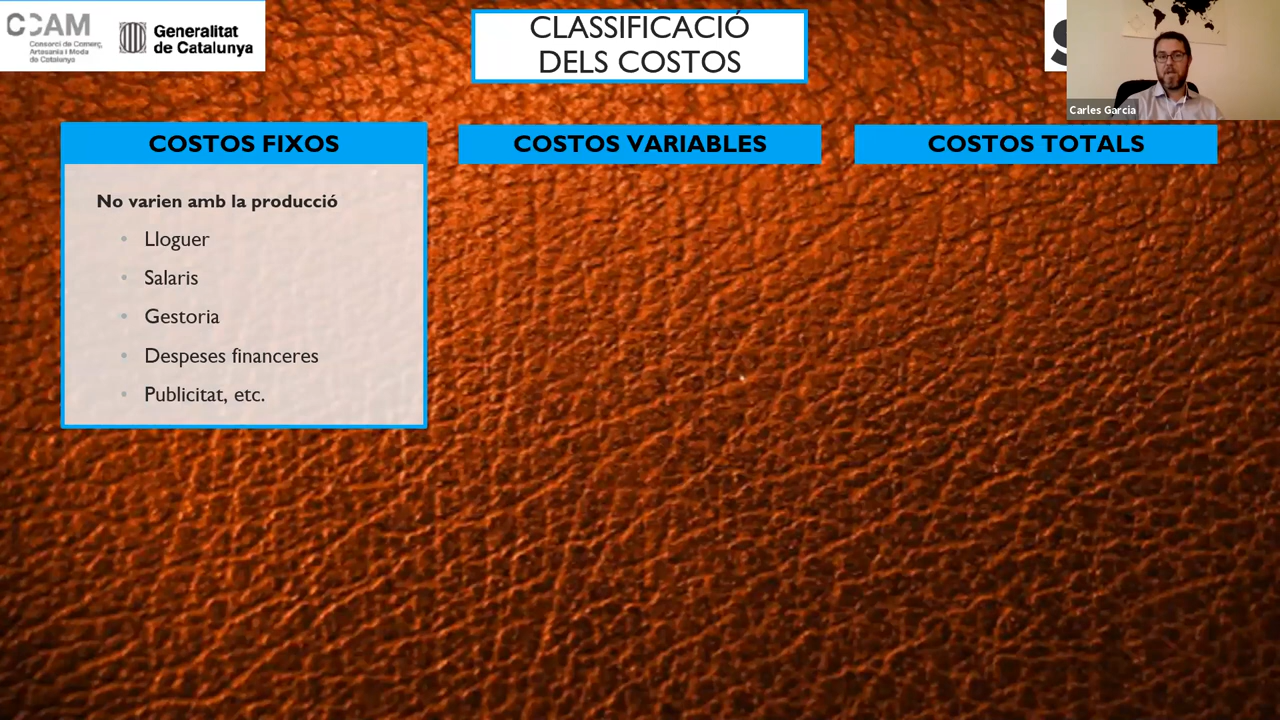 CCAM
Consorci de Comerç,
Artesania i Moda
de Catalunya
Generalitat
de Catalunya
CLASSIFICACIÓ
DELS COSTOS
Carles Garcia
COSTOS FIXOS
COSTOS VARIABLES
COSTOS TOTALS
No varien amb la producció
• Lloguer
• Salaris
• Gestoria
• Despeses financeres
• Publicitat, etc.